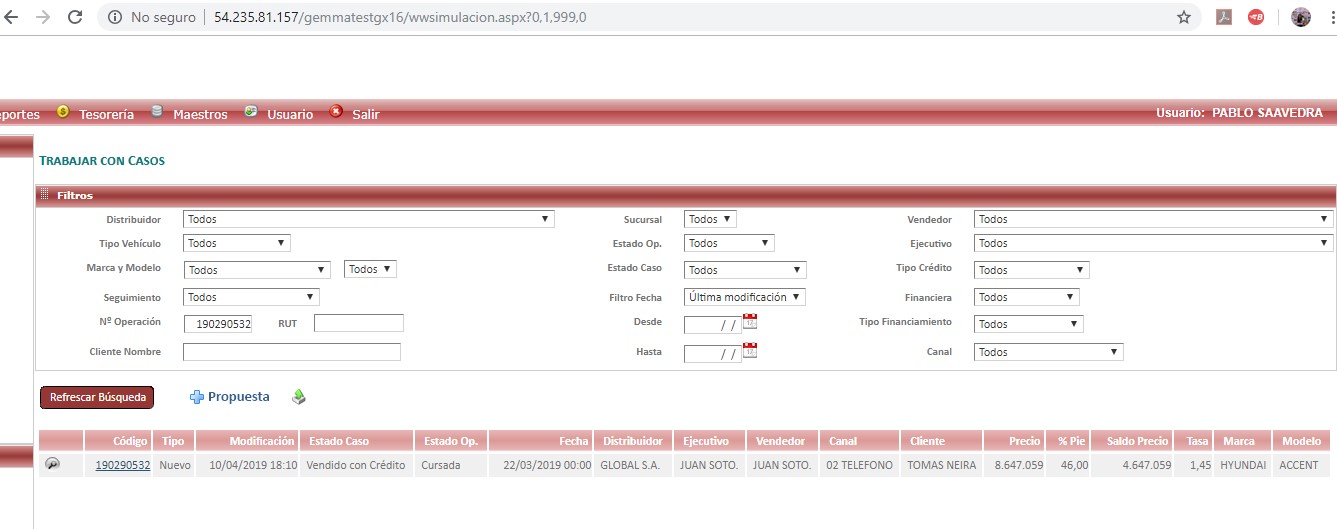 No seguro | 54.235.81.157/gemmatestgx16/wwsimulacion.aspx?0,1,999,0
eportes Tesorería Maestros Usuario Salir Usuario: PABLO SAAVEDRA
TRABAJAR CON CASOS
Filtros
Distribuidor Todos Sucursal Todos Vendedor Todos
Tipo Vehículo Todos Estado Op. Todos Ejecutivo Todos
Marca y Modelo Todos Todos Estado Caso Todos Tipo Crédito Todos
Seguimiento Todos Filtro Fecha Última modificación Financiera Todos
Nº Operación 190290532 RUT Desde / / Tipo Financiamiento Todos
Cliente Nombre Hasta / / Canal Todos
Refrescar Búsqueda Propuesta
Código Tipo Modificación Estado Caso Estado Op. Fecha Distribuidor Ejecutivo Vendedor Canal Cliente Precio % Pie Saldo Precio Tasa Marca Modelo
190290532 Nuevo 10/04/2019 18:10 Vendido con Crédito Cursada 22/03/2019 00:00 GLOBAL S.A. JUAN SOTO. JUAN SOTO. 02 TELEFONO TOMAS NEIRA 8.647.059 46,00 4.647.059 1,45 HYUNDAI ACCENT